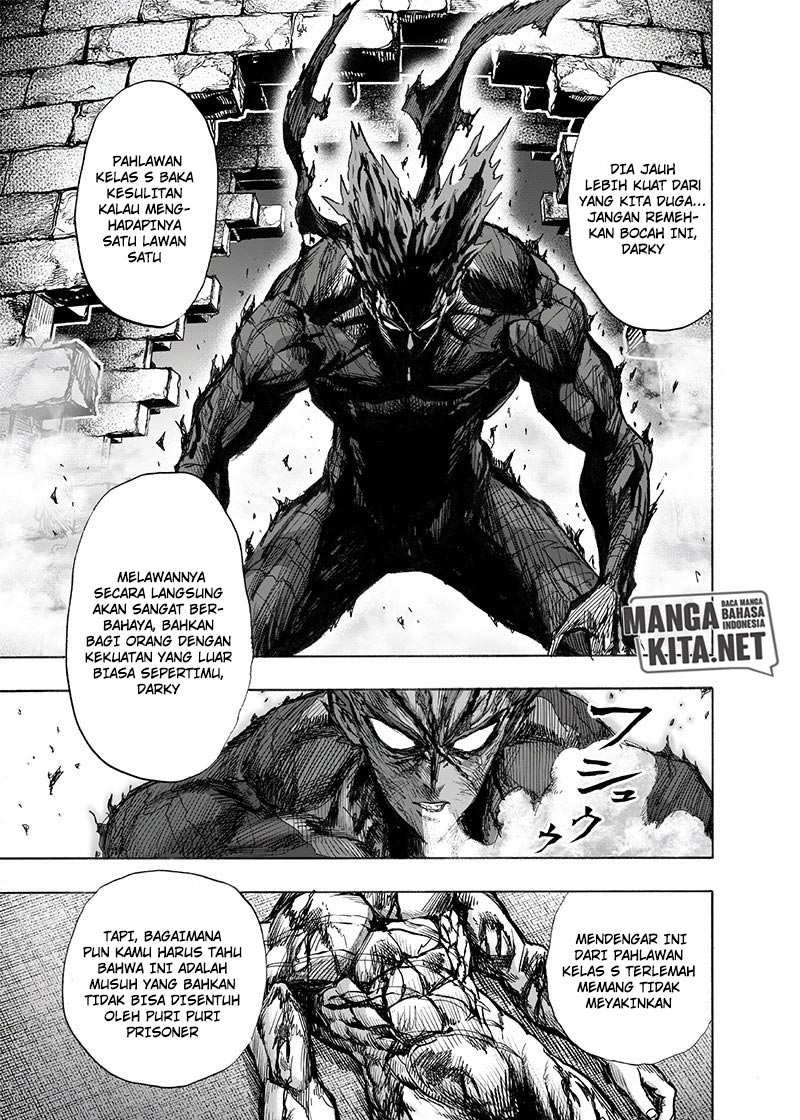 DIA JAUH
LEBIH KUAT DARI
YANG KITA DUGA...
JANGAN REMEH-
KAN BOCAH INI,
DARKY
PAHLAWAN
KELAS S BAKA
KESULITAN
KALAU MENG-
HADAPINYA
SATU LAWAN
SATU
MELAWANNYA
SECARA LANGSUNG
AKAN SANGAT BER-
BAHAYA, BAHKAN
BAGI ORANG DENGAN
KEKUATAN YANG LUAR
BIASA SEPERTIMU,
DARKY
MANGA
KITA.NET
BACA MANGA
BAHASA
INDONESIA
フシュウゥ
MENDENGAR INI
DARI PAHLAWAN
KELAS S TERLEMAH
MEMANG TIDAK
MEYAKINKAN
TAPI, BAGAIMANA
PUN KAMU HARUS TAHU
BAHWA INI ADALAH
MUSUH YANG BAHKAN
TIDAK BISA DISENTUH
OLEH PURI PURI
PRISONER